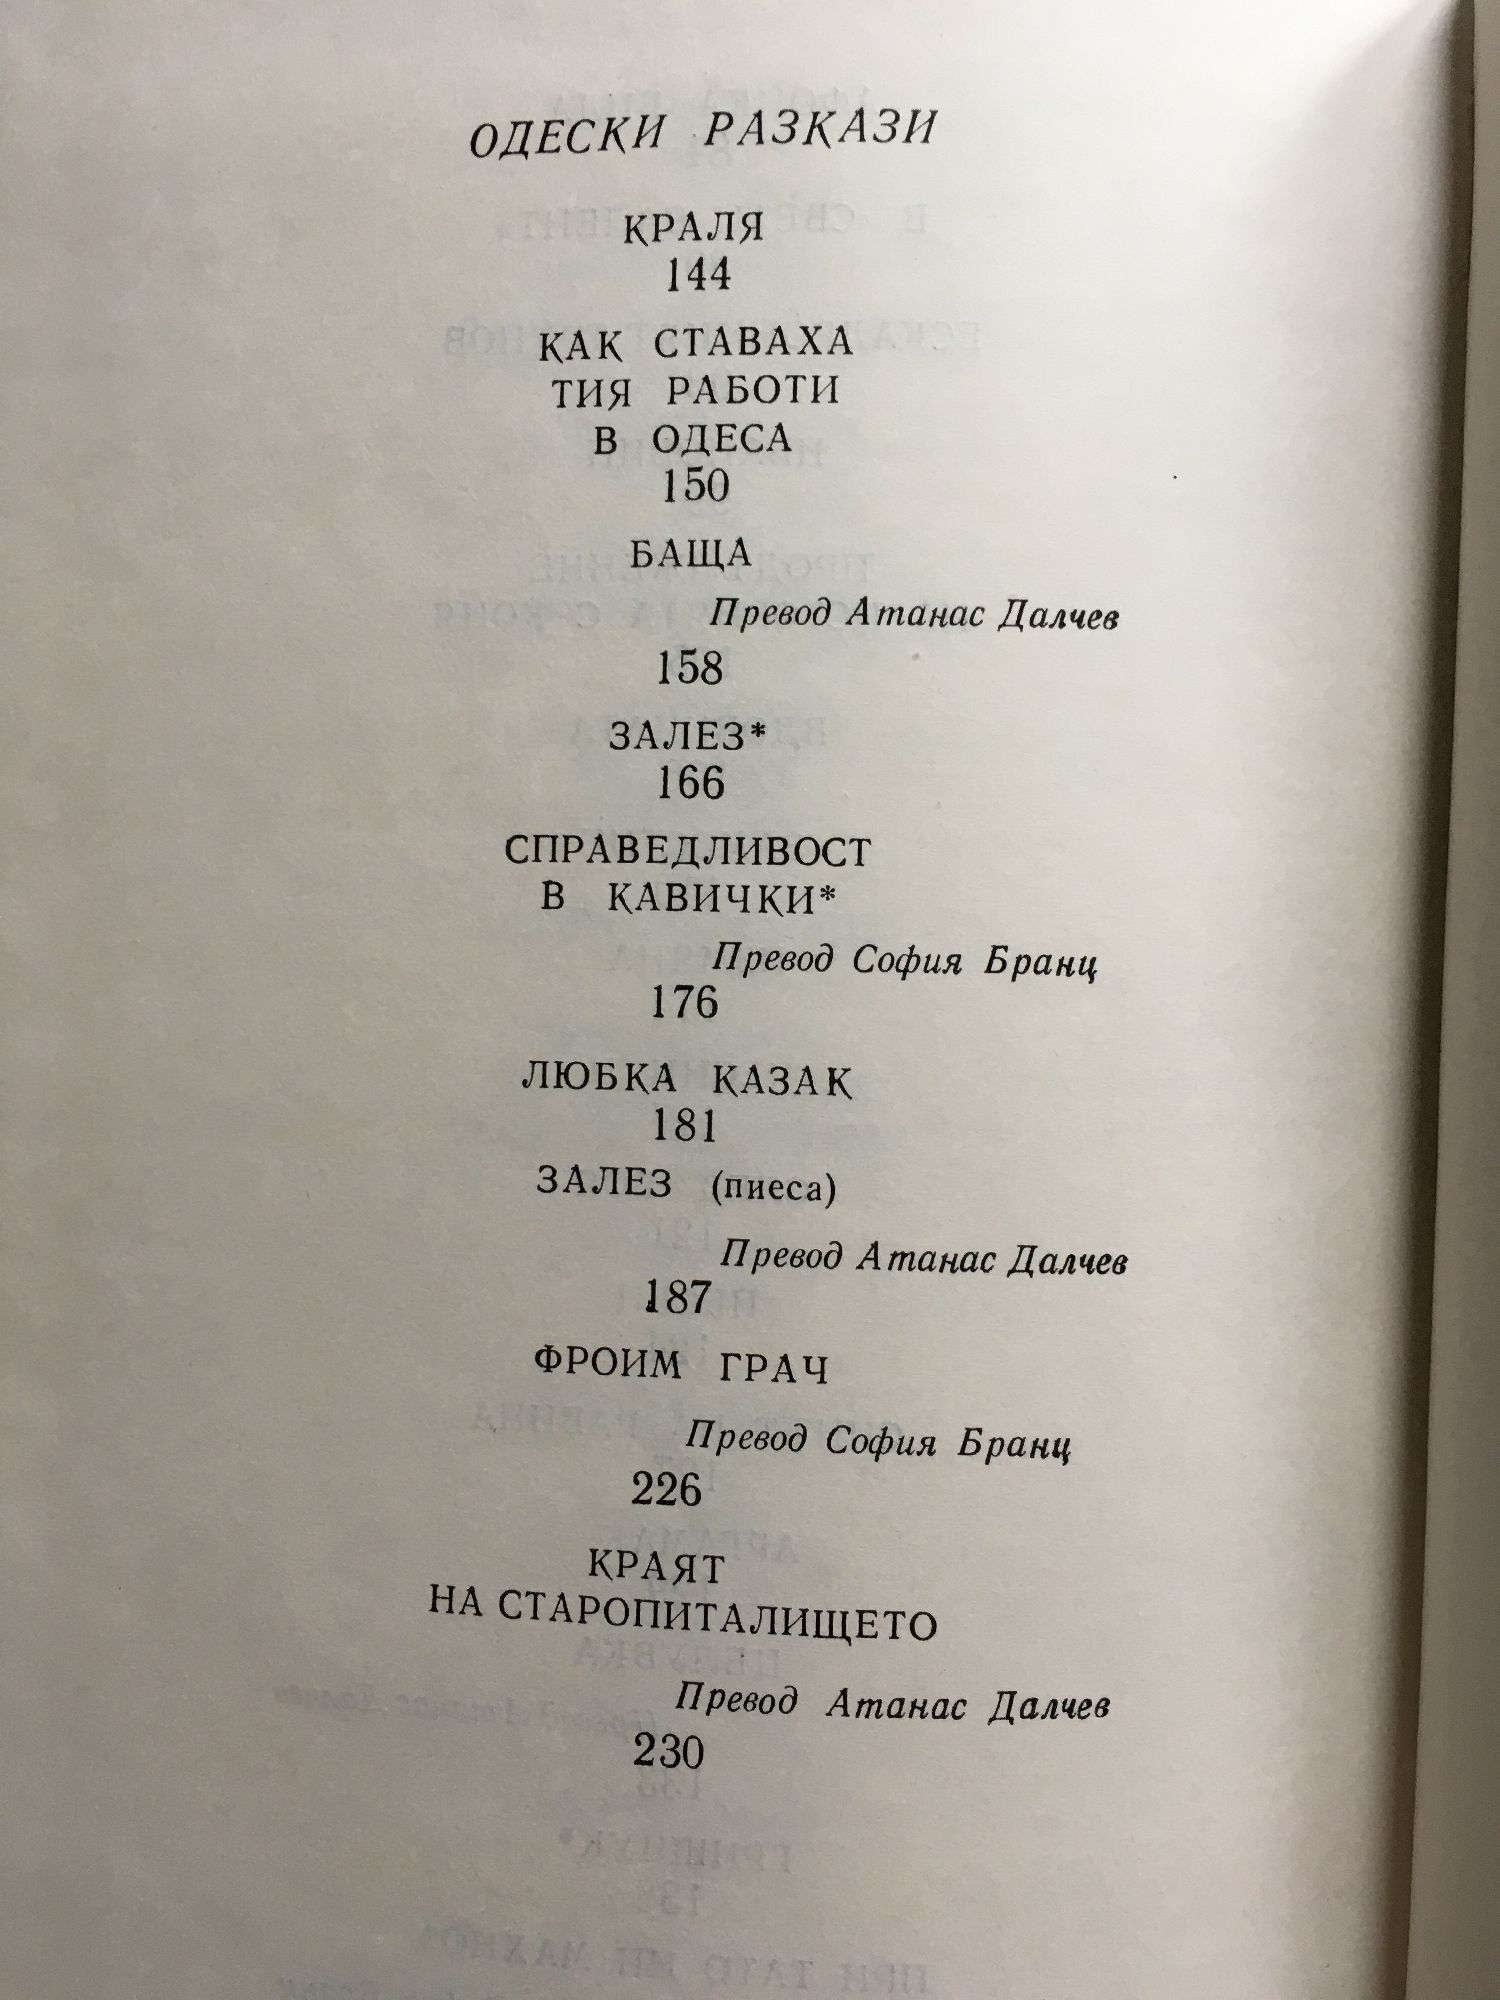 ОДЕСКИ РАЗКАЗИ
КРАЛЯ
144
КАК СТАВАХА
ТИЯ РАБОТИ
В ОДЕСА
150
БАЩА
Превод Атанас Далчев
158
ЗАЛЕЗ*
166
СПРАВЕДЛИВОСТ
В КАВИЧКИ*
Превод София Бранц
176
ЛЮБКА КАЗАК
181
ЗАЛЕЗ (пиеса)
Превод Атанас Далчев
187
ФРОИМ ГРАЧ
Превод София Бранц
226
КРАЯТ
НА СТАРОПИТАЛИЩЕТО
Превод Атанас Далчев
230